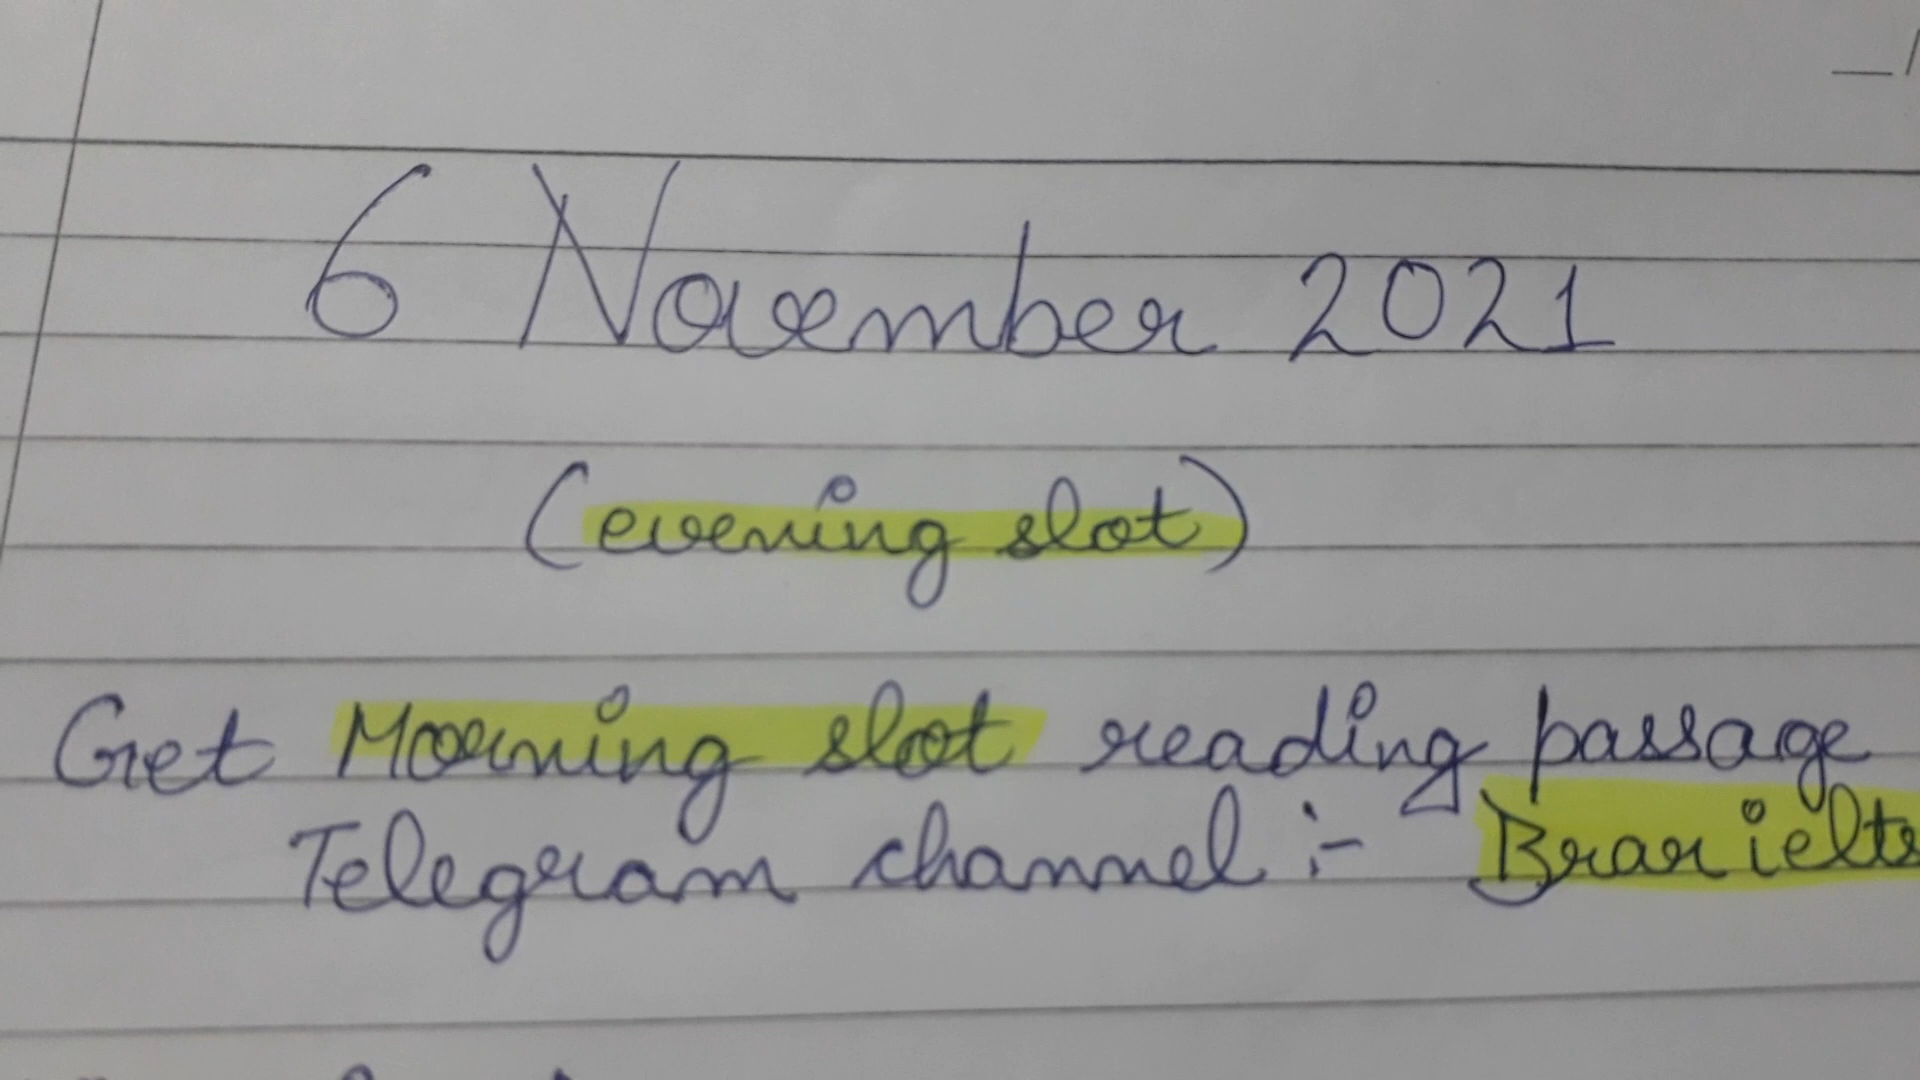 6 November 2021
(evening slot)
Get Morning slot reading passage
Telegram channel :- Brar ielts